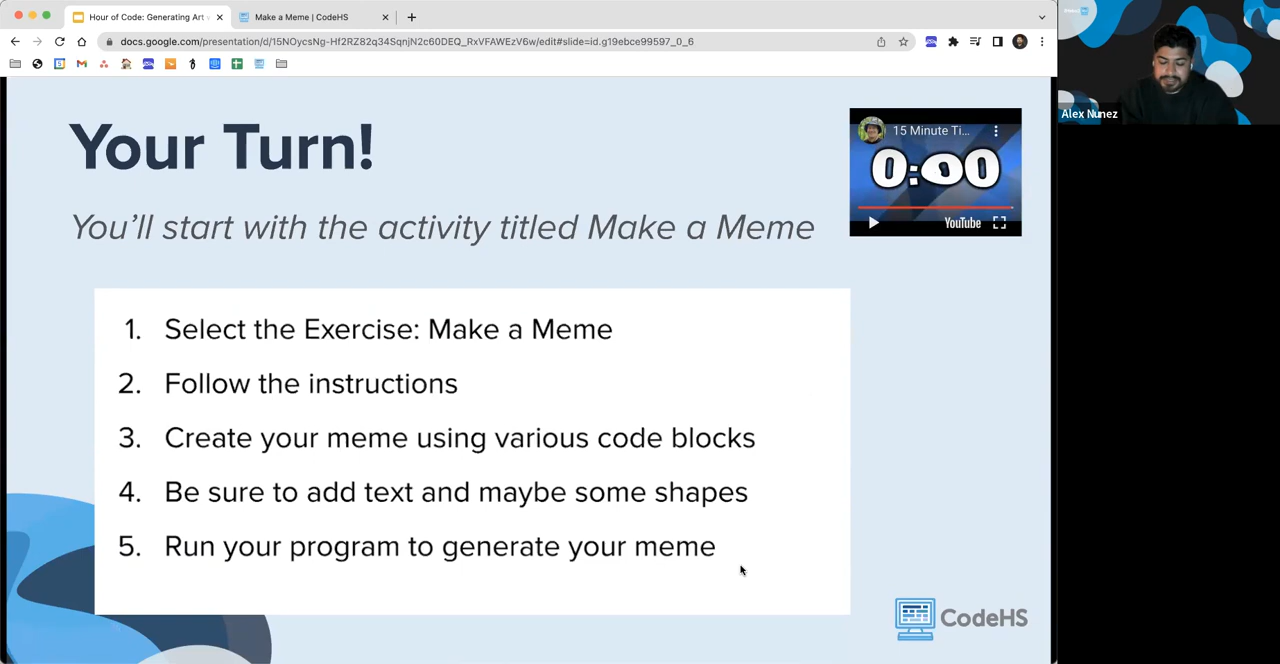 Hour of Code: Generating Art
Make a Meme | CodeHS
docs.google.com/presentation/d/15NOycsNg-Hf2RZ82q34SqnjN2c60DEQ_RxVFAWEzV6w/edit#slide=id.g19ebce99597_0_6
Your Turn!
You'll start with the activity titled Make a Meme
15 Minute Ti...
0:00
YouTube
1. Select the Exercise: Make a Meme
2. Follow the instructions
3. Create your meme using various code blocks
4. Be sure to add text and maybe some shapes
5. Run your program to generate your meme
CodeHS
Alex Nunez